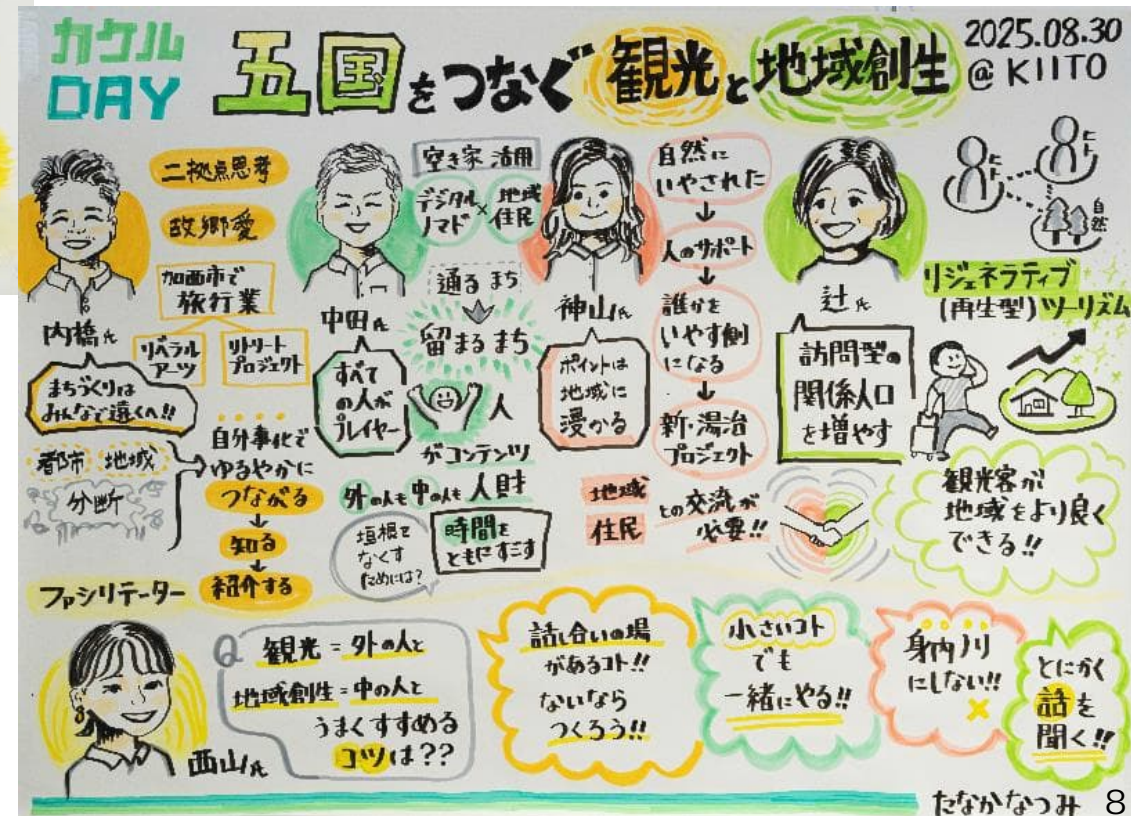 カケル
DAY
五国をつなぐ観光と地域創生
2025.08.30
@ KIITO
二拠点思考
故郷愛
加西市で
旅行業
リベラル
アーツ
リトリート
プロジェクト
内橋氏
まちづくりは
みんなで遠くへ!!
都市 地域
分断
自分事化で
ゆるやかに
つながる
知る
紹介する
空き家 活用
デジタル
ノマド
×
地域
住民
通る まち
留まる まち
中田氏
すべて
の人が
プレイヤー
人
がコンテンツ
外の人も中の人も人財
垣根を
なくす
ためには?
時間を
ともにすごす
神山氏
ポイントは
地域に
浸かる
自然に
いやされた
人のサポート
誰かを
いやす側
になる
新・湯治
プロジェクト
地域
住民
との交流が
必要!!
辻氏
訪問型の
関係人口
を増やす
ヒト
ヒト
自然
リジェネラティブ
(再生型)ツーリズム
観光客が
地域をより良く
できる!!
ファシリテーター
西山氏
Q 観光=外の人と
地域創生=中の人と
うまくすすめる
コツは??
話し合いの場
があるコト!!
ないなら
つくろう!!
小さいコト
でも
一緒にやる!!
身内ノリ
にしない!!
×
とにかく
話を
聞く!!
たなかなつみ
8